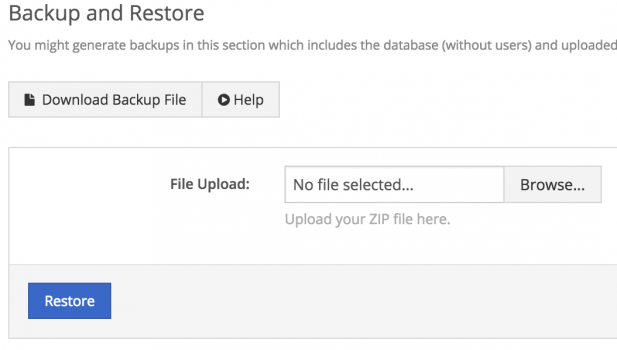 Backup and Restore
You might generate backups in this section which includes the database (without users) and uploaded
Download Backup File Help
File Upload: No file selected... Browse...
Upload your ZIP file here.
Restore